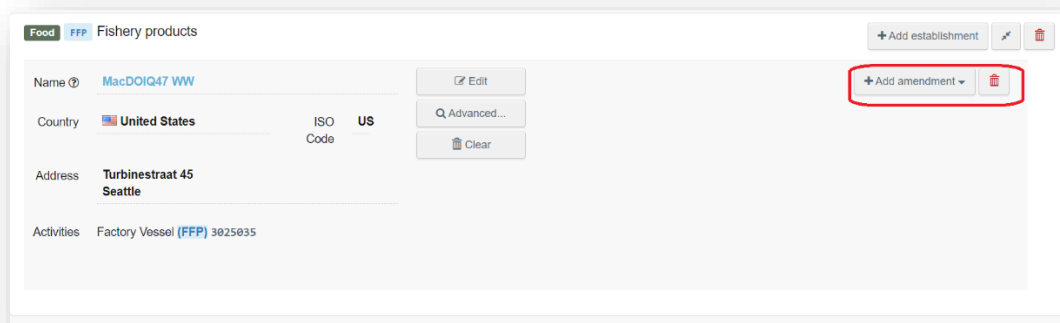 Food FFP Fishery products
+ Add establishment
Name MacDOIQ47 WW
Edit
+ Add amendment
Country United States
ISO Code US
Advanced...
Clear
Address Turbinestraat 45
Seattle
Activities Factory Vessel (FFP) 3025035